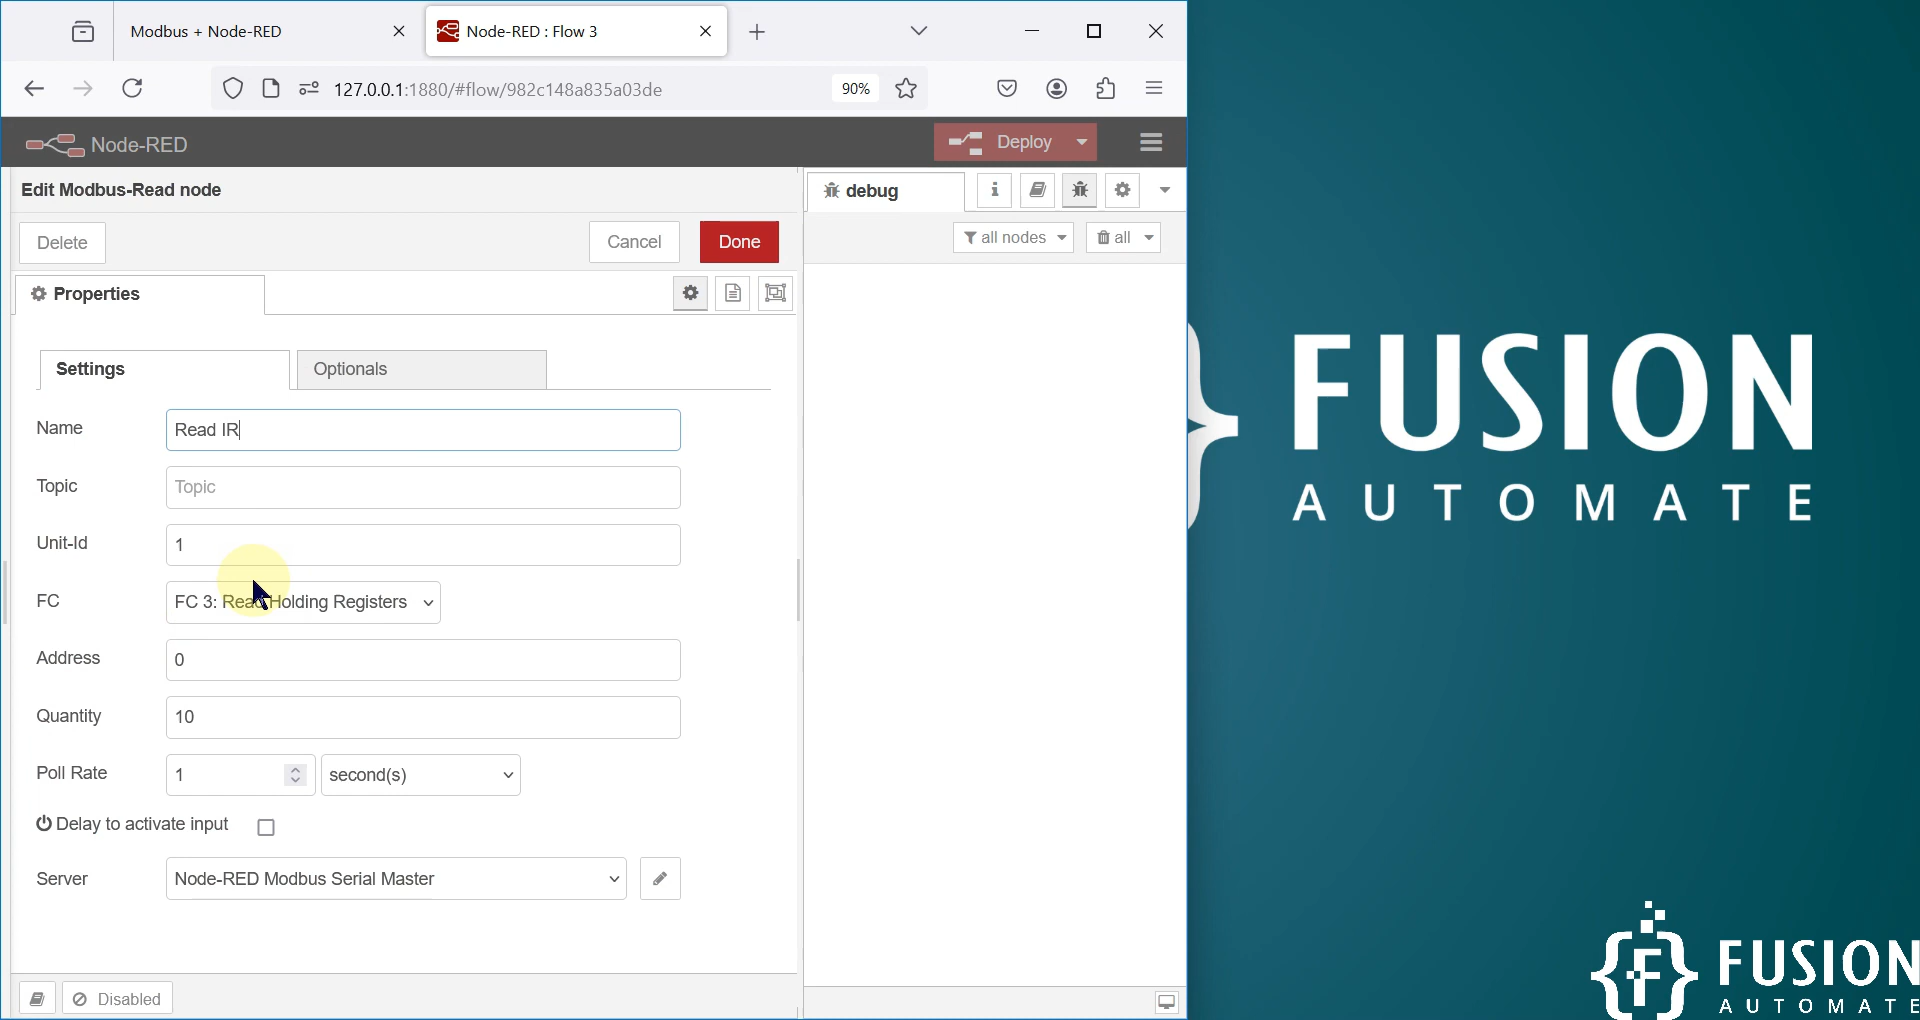 Modbus + Node-RED
Node-RED : Flow 3
127.0.0.1:1880/#flow/982c148a835a03de
90%
Node-RED
Deploy
Edit Modbus-Read node
debug
Delete
Cancel
Done
all nodes
all
Properties
Settings
Optionals
Name
Read IR
Topic
Topic
Unit-Id
1
FC
FC 3: Read Holding Registers
Address
0
Quantity
10
Poll Rate
1
second(s)
Delay to activate input
Server
Node-RED Modbus Serial Master
Disabled
FUSION
AUTOMATE
FUSION
AUTOMATE